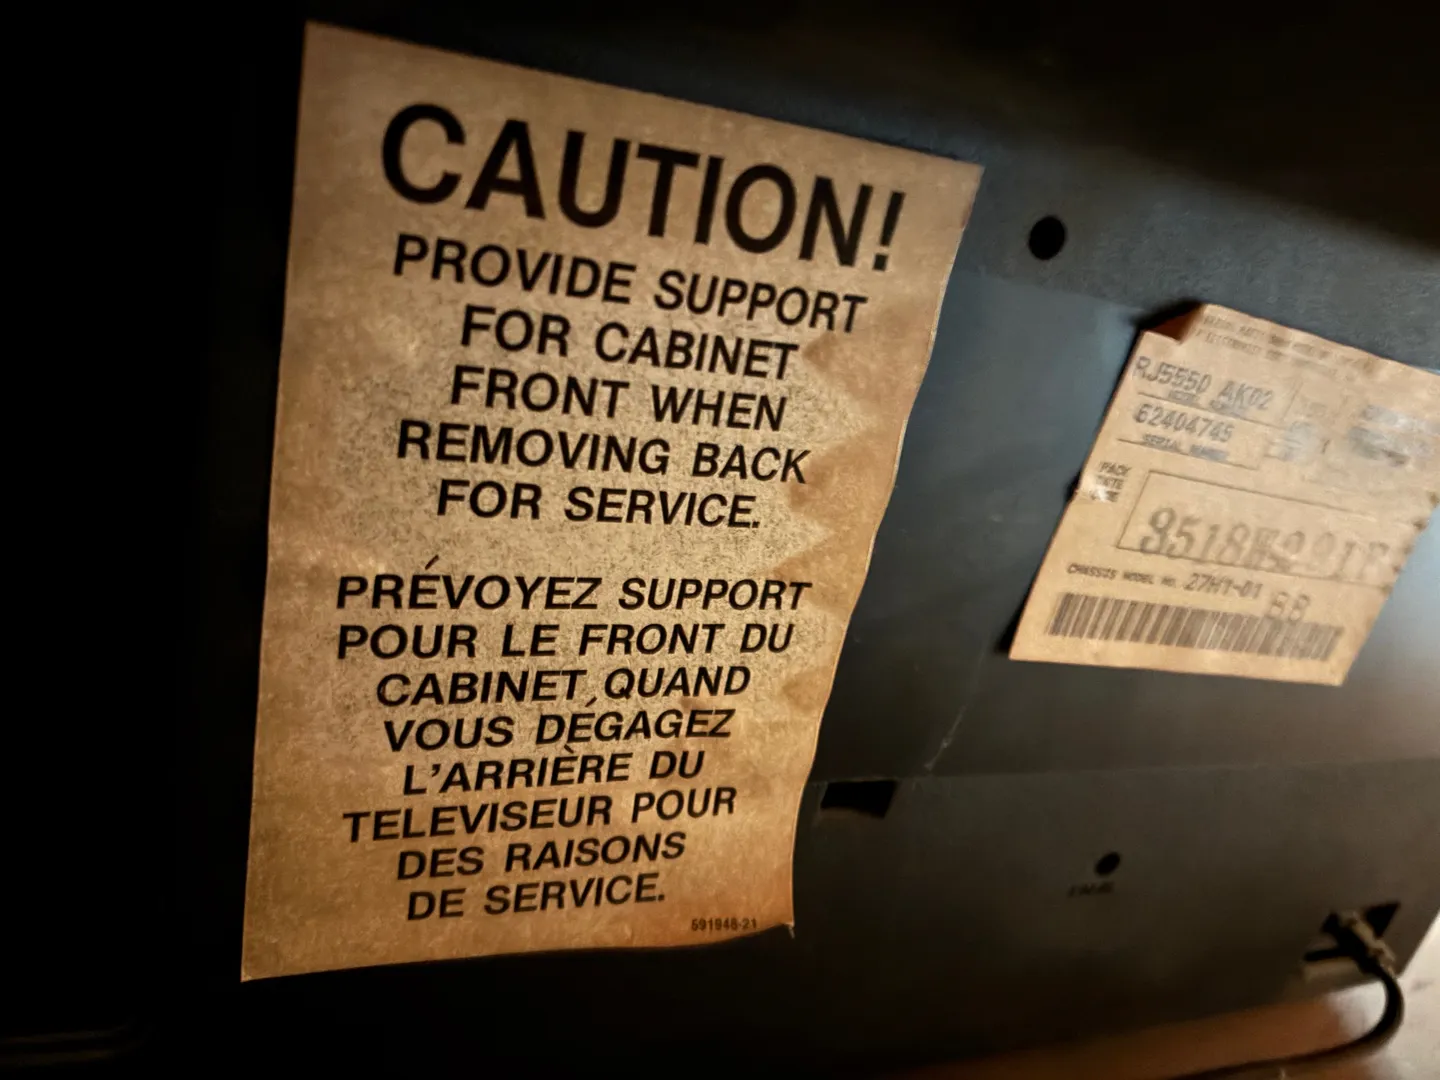 CAUTION!
PROVIDE SUPPORT
FOR CABINET
FRONT WHEN
REMOVING BACK
FOR SERVICE.
PRÉVOYEZ SUPPORT
POUR LE FRONT DU
CABINET, QUAND
VOUS DÉGAGEZ
L'ARRIÈRE DU
TELEVISEUR POUR
DES RAISONS
DE SERVICE.
591948-21
RJ5550 AK02
62404745
SERIAL NUMBER
PACK
DATE
CHASSIS MODEL NO. 27H1-01